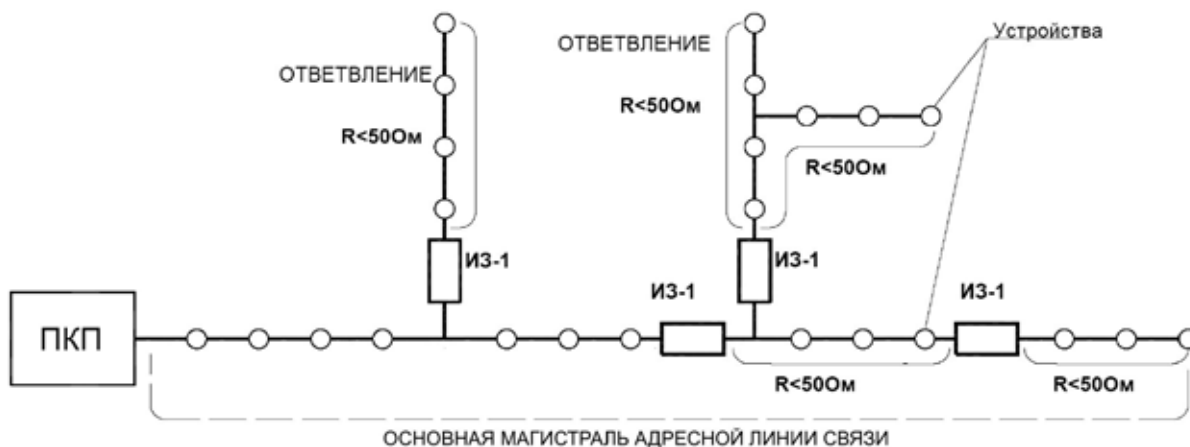 ОТВЕТВЛЕНИЕ
Устройства
ОТВЕТВЛЕНИЕ
R<50Ом
R<50Ом
R<50Ом
ИЗ-1
ИЗ-1
ИЗ-1
ИЗ-1
ПКП
R<50Ом
R<50Ом
ОСНОВНАЯ МАГИСТРАЛЬ АДРЕСНОЙ ЛИНИИ СВЯЗИ